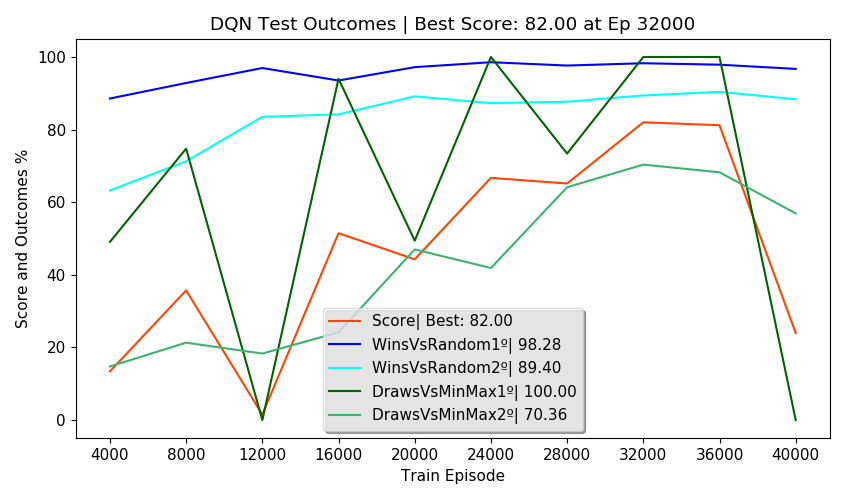 DQN Test Outcomes | Best Score: 82.00 at Ep 32000
Score and Outcomes %
100
80
60
40
20
0
Score| Best: 82.00
WinsVsRandom1º| 98.28
WinsVsRandom2º| 89.40
DrawsVsMinMax1º| 100.00
DrawsVsMinMax2º| 70.36
4000 8000 12000 16000 20000 24000 28000 32000 36000 40000
Train Episode